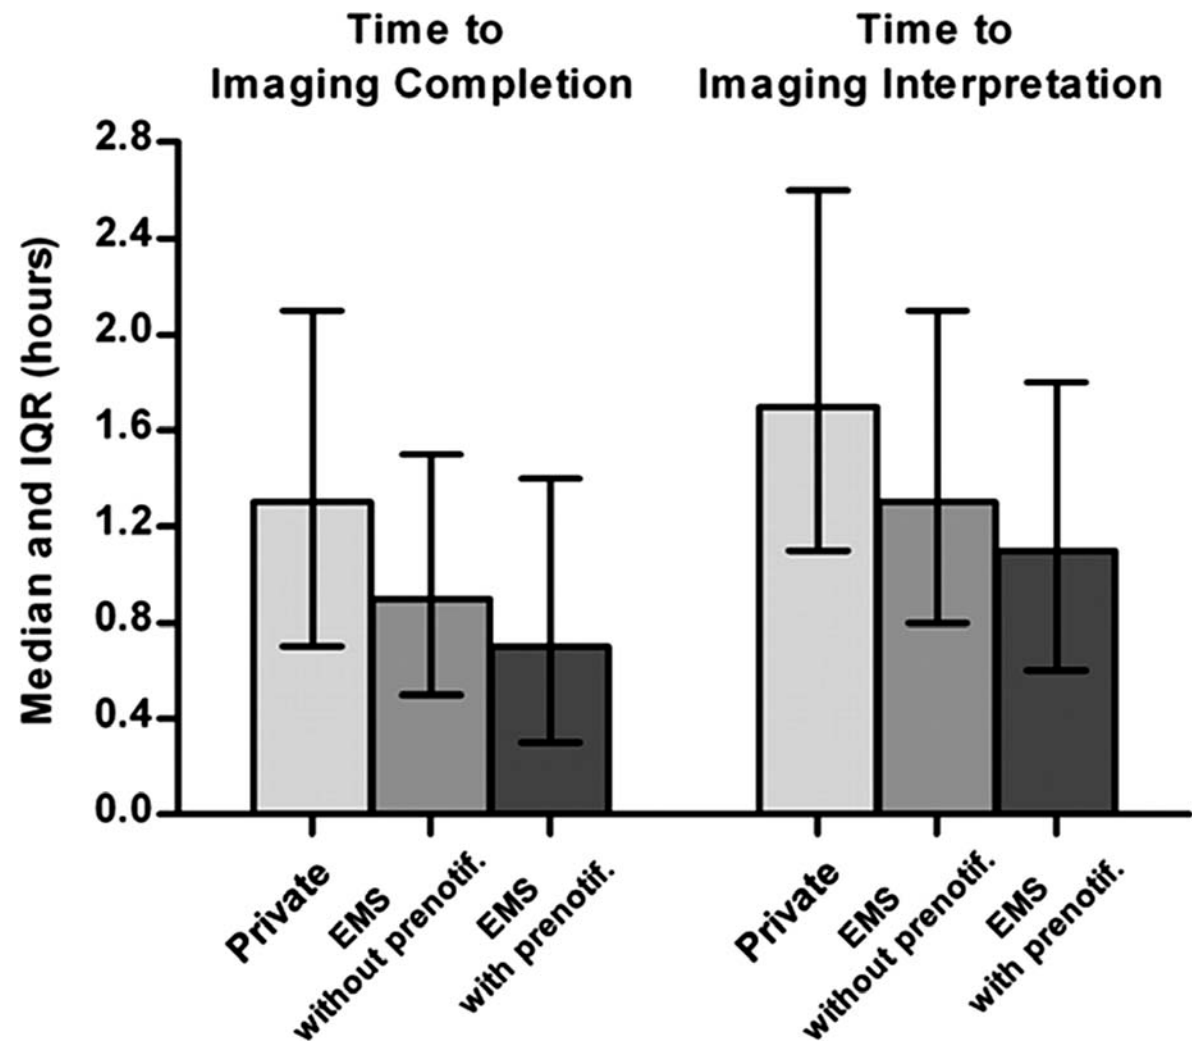 Time to
Imaging Completion
Time to
Imaging Interpretation
Median and IQR (hours)
2.8
2.4
2.0
1.6
1.2
0.8
0.4
0.0
Private
EMS
without prenotif.
EMS
with prenotif.
Private
EMS
without prenotif.
EMS
with prenotif.